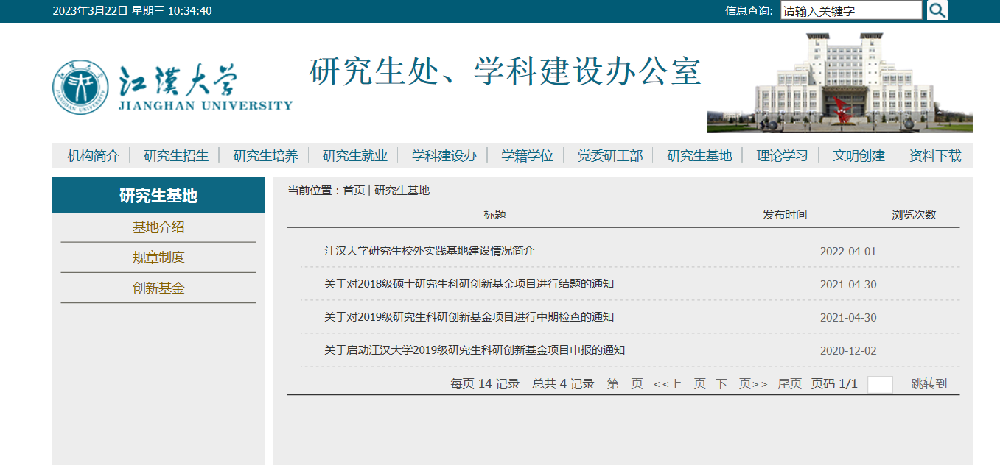 2023年3月22日 星期三 10:34:40 信息查询: 请输入关键字
江漢大学
JIANGHAN UNIVERSITY
研究生处、学科建设办公室
机构简介 研究生招生 研究生培养 研究生就业 学科建设办 学籍学位 党委研工部 研究生基地 理论学习 文明创建 资料下载
研究生基地
基地介绍
规章制度
创新基金
当前位置：首页 | 研究生基地
标题 发布时间 浏览次数
江汉大学研究生校外实践基地建设情况简介 2022-04-01
关于对2018级硕士研究生科研创新基金项目进行结题的通知 2021-04-30
关于对2019级研究生科研创新基金项目进行中期检查的通知 2021-04-30
关于启动江汉大学2019级研究生科研创新基金项目申报的通知 2020-12-02
每页 14 记录 总共 4 记录 第一页 <<上一页 下一页>> 尾页 页码 1/1 跳转到